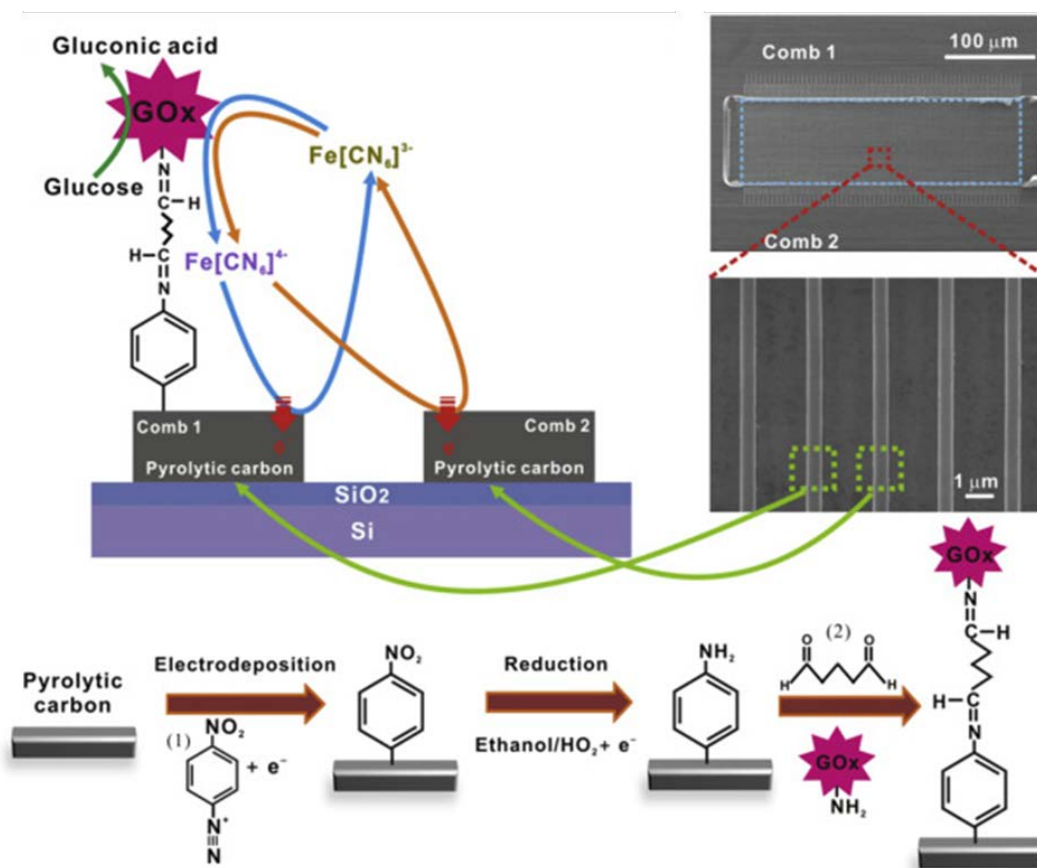 Gluconic acid
GOx
Glucose
N
C
H
H
C
N
Fe[CN₆]³⁻
Fe[CN₆]⁴⁻
Comb 1
Pyrolytic carbon
Comb 2
Pyrolytic carbon
SiO2
Si
Comb 1
100 μm
Comb 2
1 μm
Pyrolytic
carbon
Electrodeposition
(1)
NO₂
+ e⁻
N⁺
N
NO₂
Reduction
Ethanol/HO₂ + e⁻
NH₂
(2)
O
O
H
H
GOx
NH₂
GOx
N
C
H
H
C
N